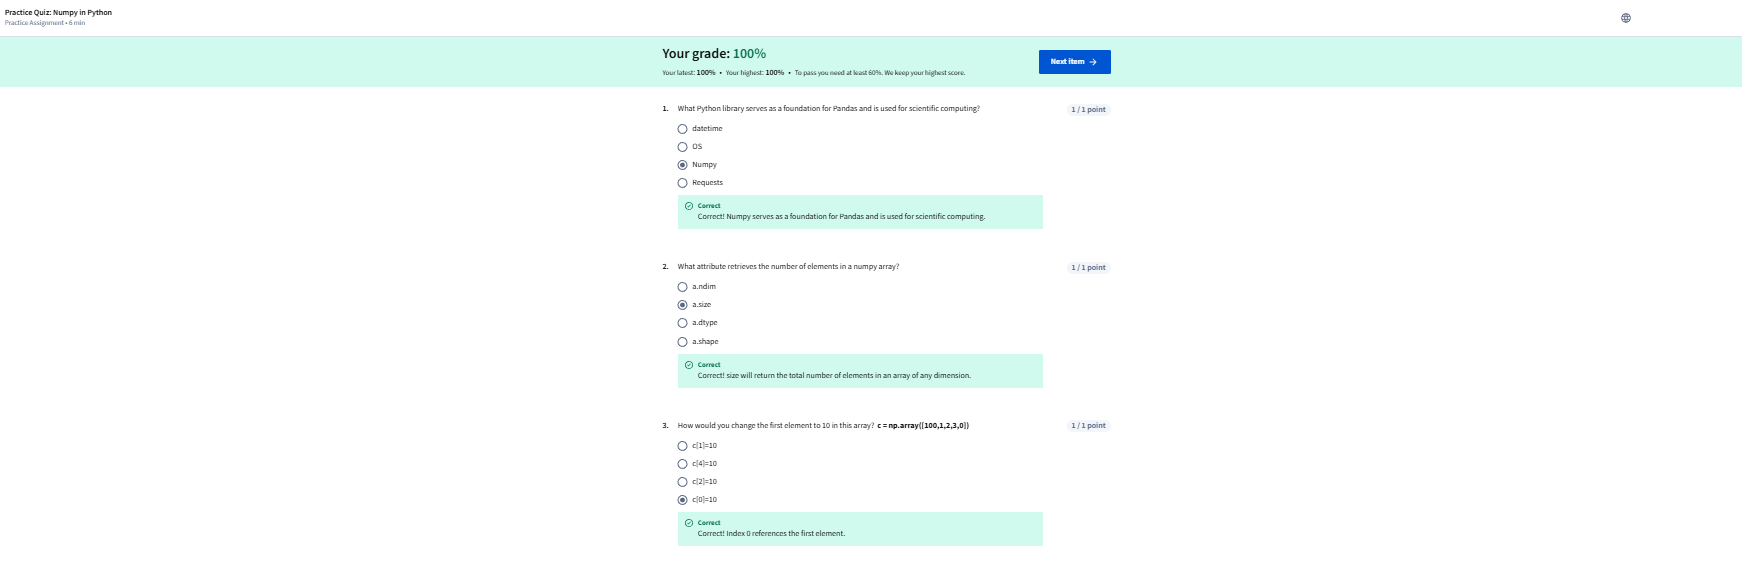 Practice Quiz: Numpy in Python
Practice Assignment • 6 min
Your grade: 100%
Your latest: 100% • Your highest: 100% • To pass you need at least 60%. We keep your highest score.
Next item →
1. What Python library serves as a foundation for Pandas and is used for scientific computing?
1 / 1 point
datetime
OS
Numpy
Requests
Correct
Correct! Numpy serves as a foundation for Pandas and is used for scientific computing.
2. What attribute retrieves the number of elements in a numpy array?
1 / 1 point
a.ndim
a.size
a.dtype
a.shape
Correct
Correct! size will return the total number of elements in an array of any dimension.
3. How would you change the first element to 10 in this array? c = np.array([100,1,2,3,0])
1 / 1 point
c[1]=10
c[4]=10
c[2]=10
c[0]=10
Correct
Correct! Index 0 references the first element.